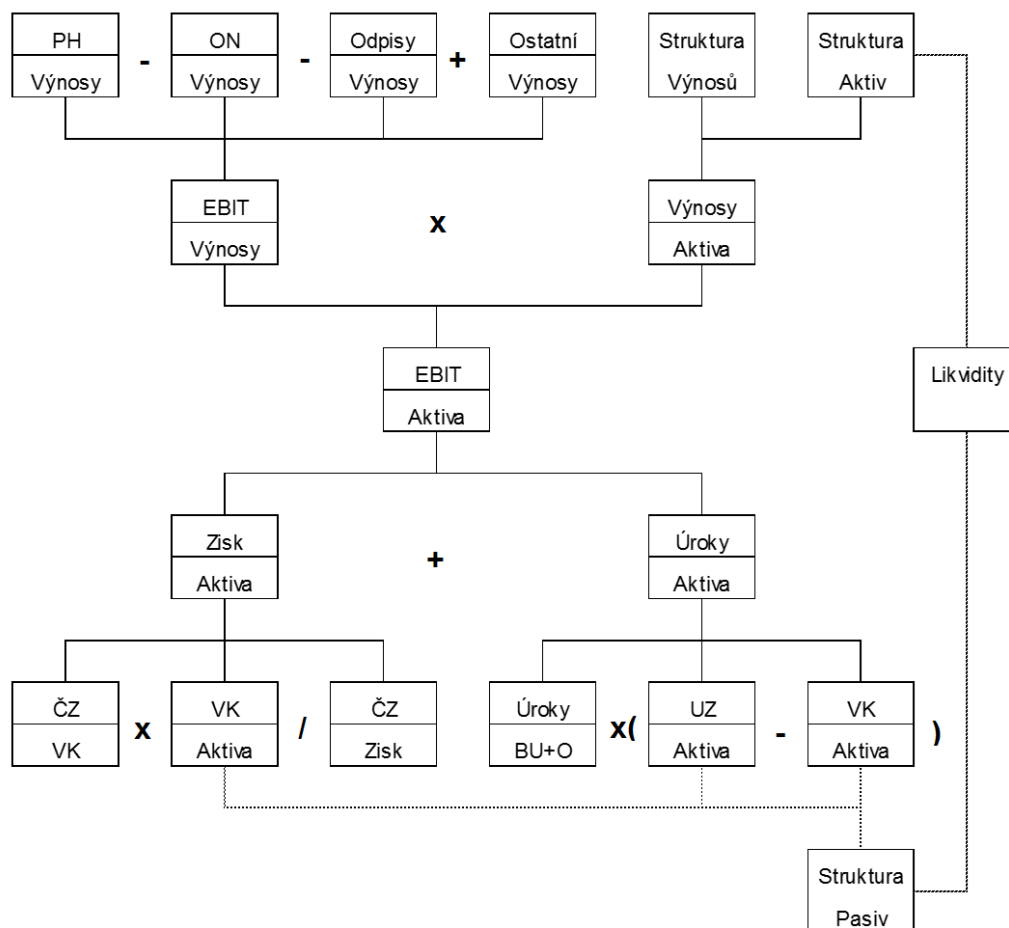 PH
Výnosy
-
ON
Výnosy
-
Odpisy
Výnosy
+
Ostatní
Výnosy
Struktura
Výnosů
Struktura
Aktiv
EBIT
Výnosy
x
Výnosy
Aktiva
EBIT
Aktiva
Likvidity
Zisk
Aktiva
+
Úroky
Aktiva
ČZ
VK
x
VK
Aktiva
/
ČZ
Zisk
Úroky
BU+O
x(
UZ
Aktiva
-
VK
Aktiva
)
Struktura
Pasiv